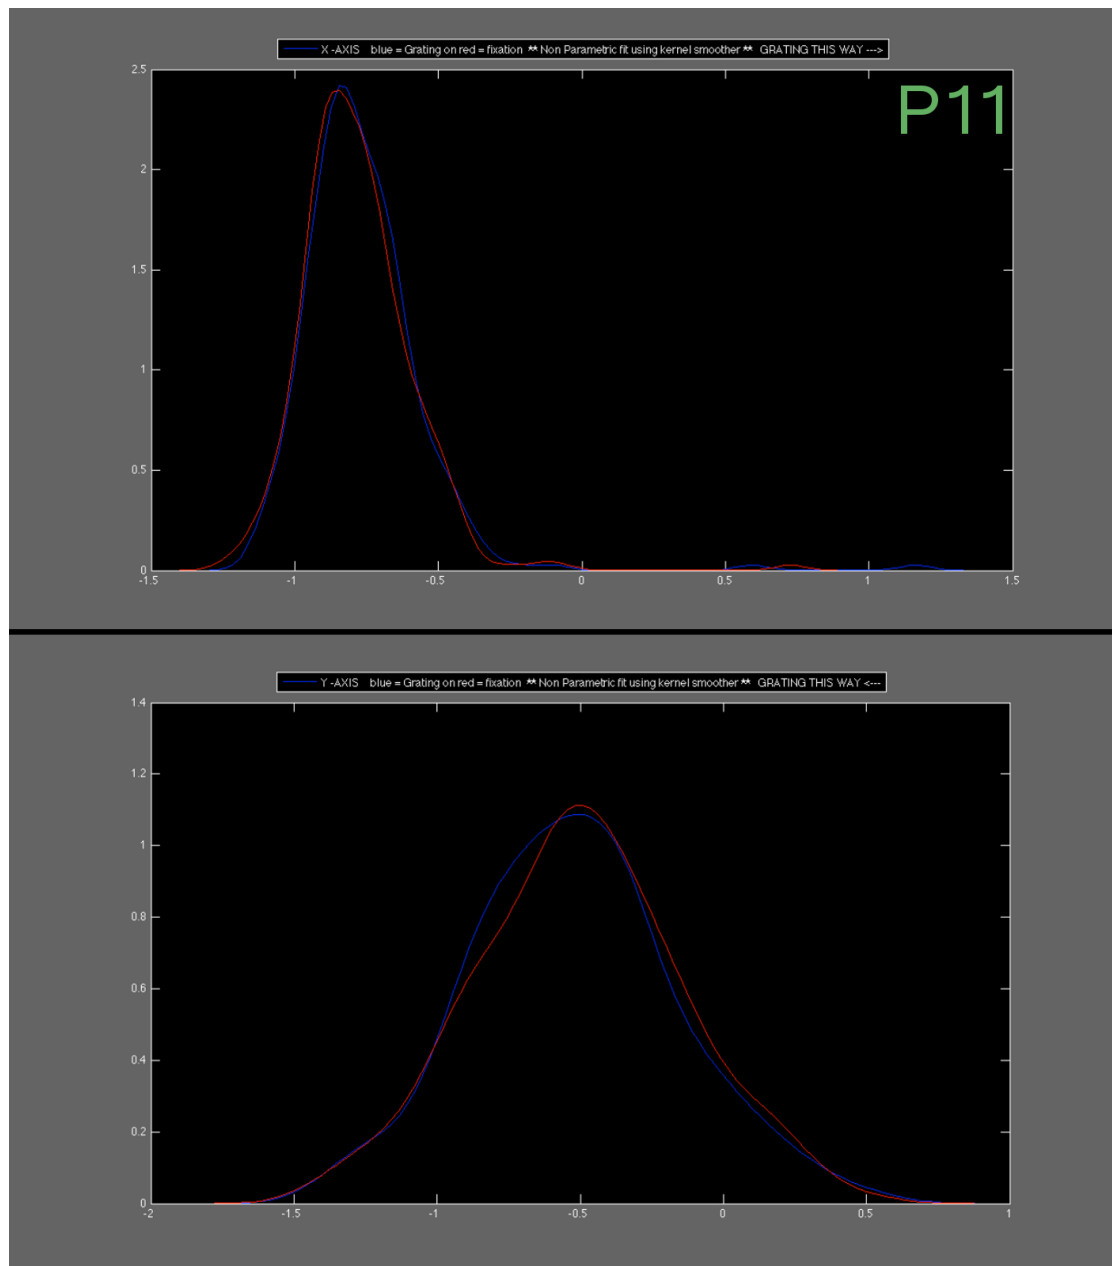 X -AXIS blue = Grating on red = fixation ** Non Parametric fit using kernel smoother ** GRATING THIS WAY --->
P11
2.5
2
1.5
1
0.5
0
-1.5 -1 -0.5 0 0.5 1 1.5
Y -AXIS blue = Grating on red = fixation ** Non Parametric fit using kernel smoother ** GRATING THIS WAY <---
1.4
1.2
1
0.8
0.6
0.4
0.2
0
-2 -1.5 -1 -0.5 0 0.5 1